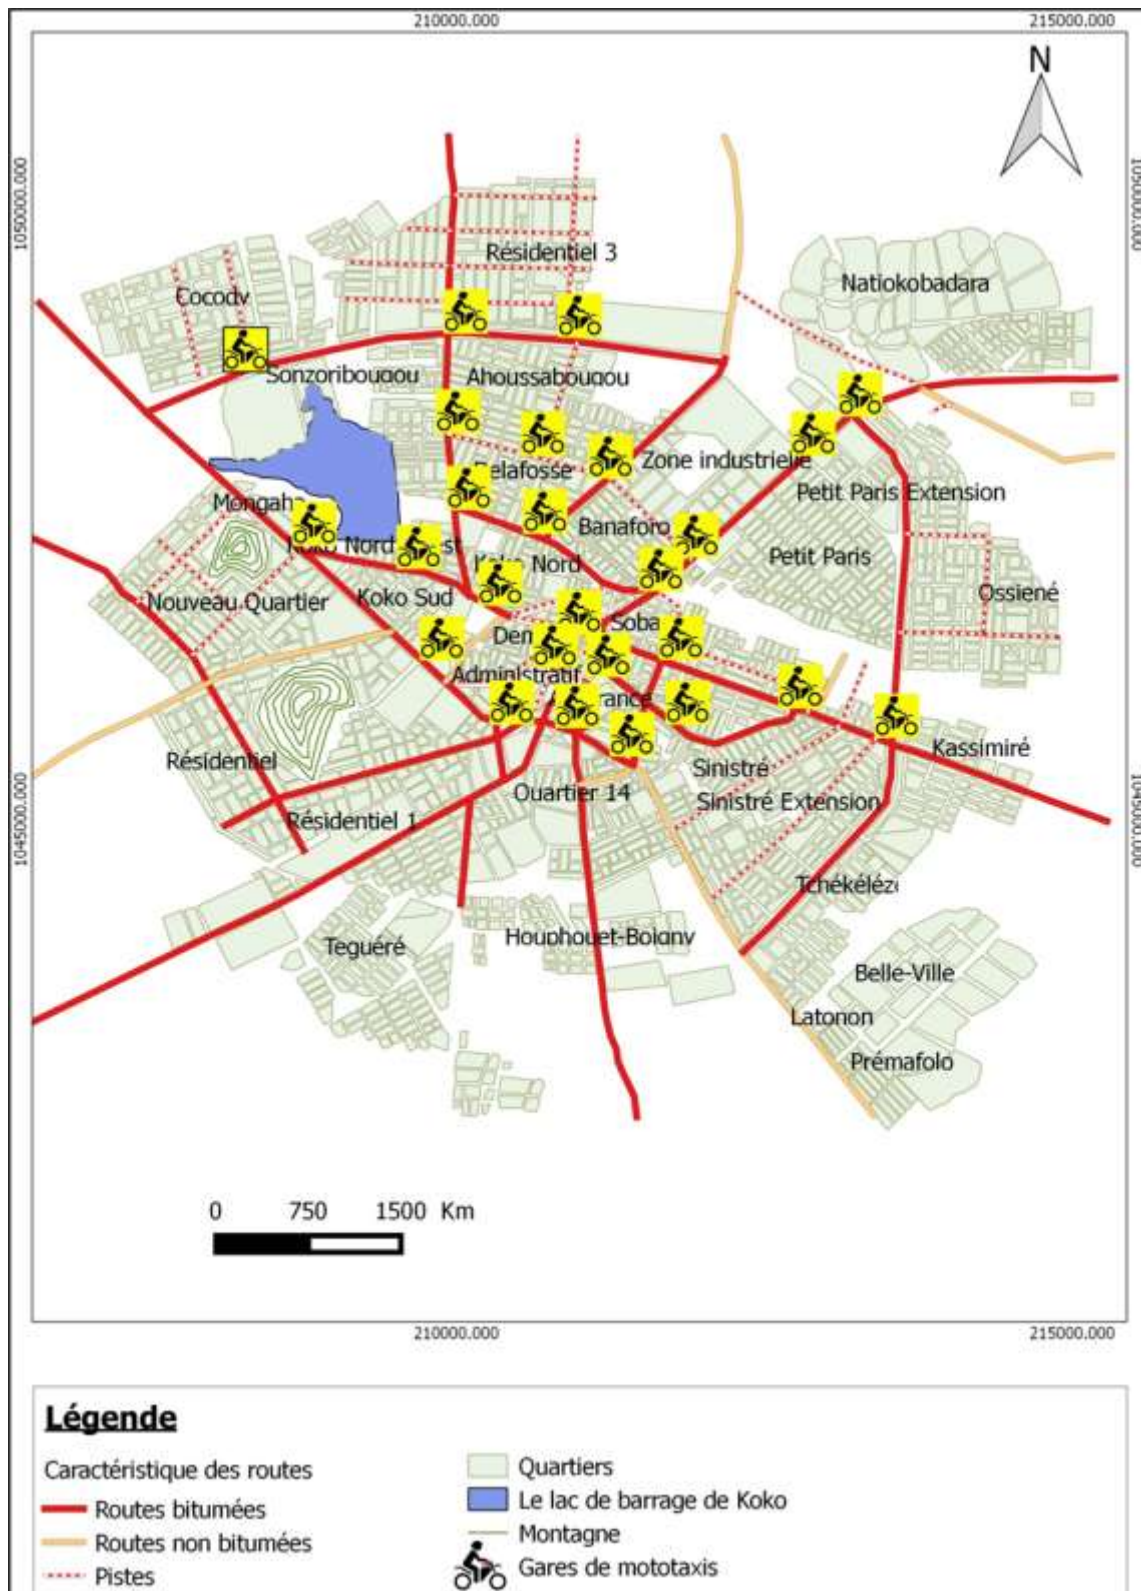 210000.000
215000.000
N
1050000.000
1050000.000
Résidentiel 3
Natiokobadara
Cocody
Sonzoribougou
Ahoussabougou
Zone industrielle
Petit Paris Extension
Banaforo
Petit Paris
Koko Sud
Nouveau Quartier
Ossiené
Soba
Administratif
Kassimiré
Résidentiel
Sinistré
Quartier 14
Sinistré Extension
Résidentiel 1
1045000.000
1045000.000
Houphouet-Boigny
Teguéré
Belle-Ville
Latonon
Prémafolo
0 750 1500 Km
210000.000
215000.000
Légende
Caractéristique des routes
Routes bitumées
Routes non bitumées
Pistes
Quartiers
Le lac de barrage de Koko
Montagne
Gares de mototaxis